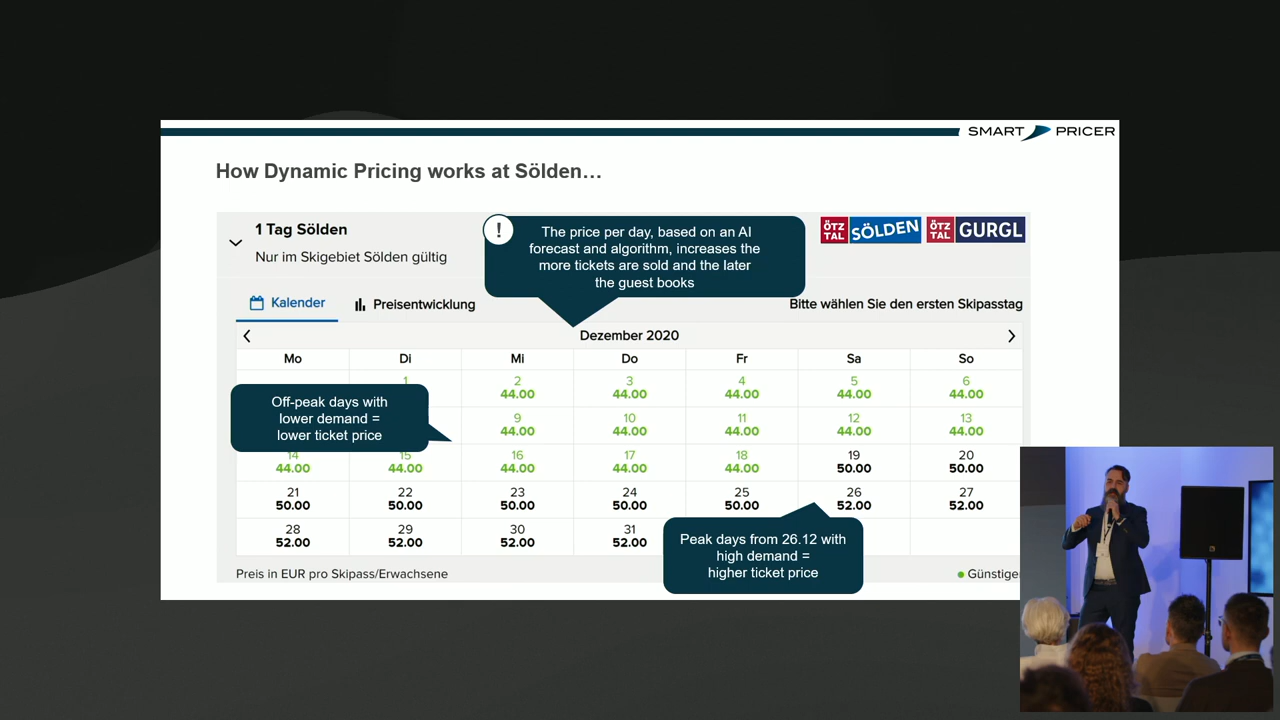 SMART PRICER
How Dynamic Pricing works at Sölden…
1 Tag Sölden
Nur im Skigebiet Sölden gültig
!
The price per day, based on an AI
forecast and algorithm, increases the
more tickets are sold and the later
the guest books
ÖTZ
TAL
SÖLDEN
ÖTZ
TAL
GURGL
Kalender
Preisentwicklung
Bitte wählen Sie den ersten Skipasstag
Dezember 2020
Mo Di Mi Do Fr Sa So
1 2 3 4 5 6
44.00 44.00 44.00 44.00 44.00
Off-peak days with
lower demand =
lower ticket price
9 10 11 12 13
44.00 44.00 44.00 44.00 44.00
14 15 16 17 18 19 20
44.00 44.00 44.00 44.00 44.00 50.00 50.00
21 22 23 24 25 26 27
50.00 50.00 50.00 50.00 50.00 52.00 52.00
28 29 30 31
52.00 52.00 52.00 52.00
Peak days from 26.12 with
high demand =
higher ticket price
Preis in EUR pro Skipass/Erwachsene
Günstige